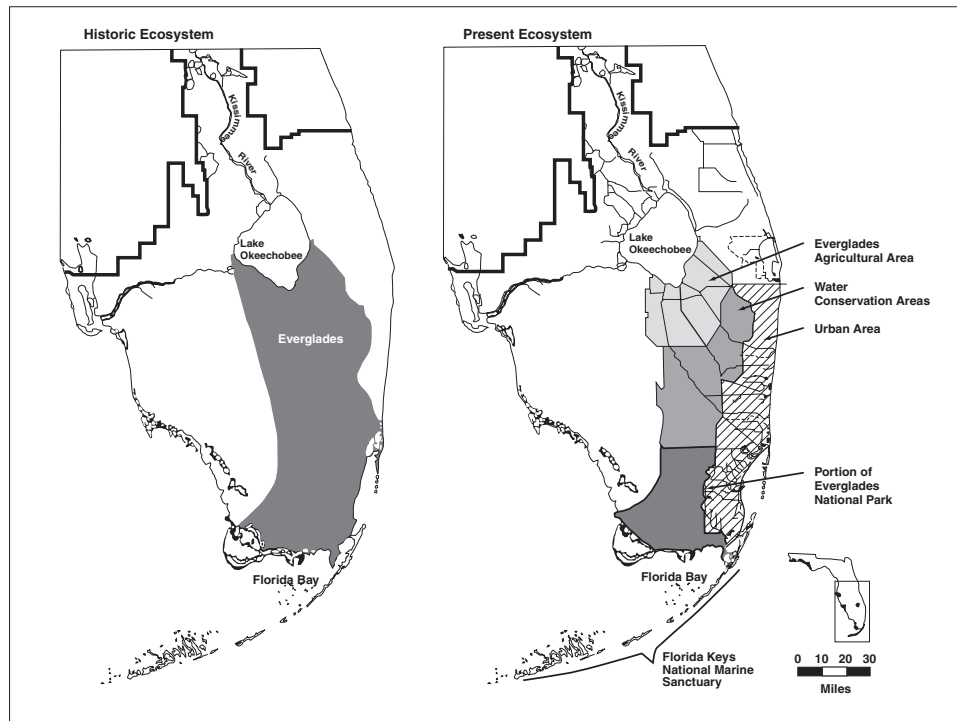 Historic Ecosystem
Kissimmee
River
Lake
Okeechobee
Everglades
Florida Bay
Present Ecosystem
Kissimmee
River
Lake
Okeechobee
Everglades
Agricultural Area
Water
Conservation Areas
Urban Area
Portion of
Everglades
National Park
Florida Bay
Florida Keys
National Marine
Sanctuary
0 10 20 30
Miles